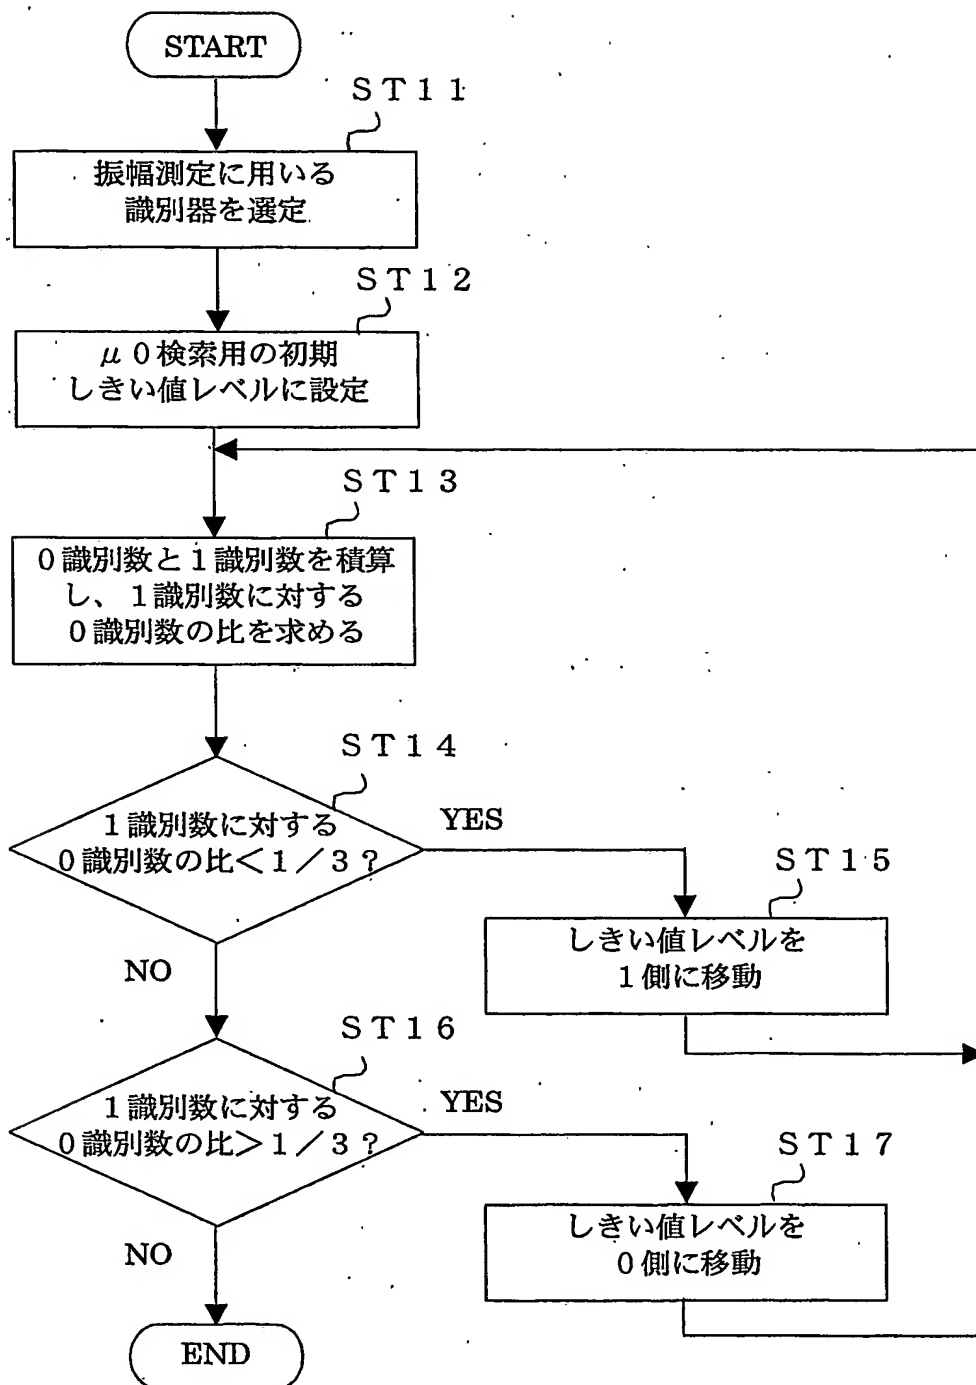 START
ST11
振幅測定に用いる
識別器を選定
ST12
μ0検索用の初期
しきい値レベルに設定
ST13
0識別数と1識別数を積算
し、1識別数に対する
0識別数の比を求める
ST14
1識別数に対する
0識別数の比<1/3?
YES
ST15
しきい値レベルを
1側に移動
NO
ST16
1識別数に対する
0識別数の比>1/3?
YES
ST17
しきい値レベルを
0側に移動
NO
END